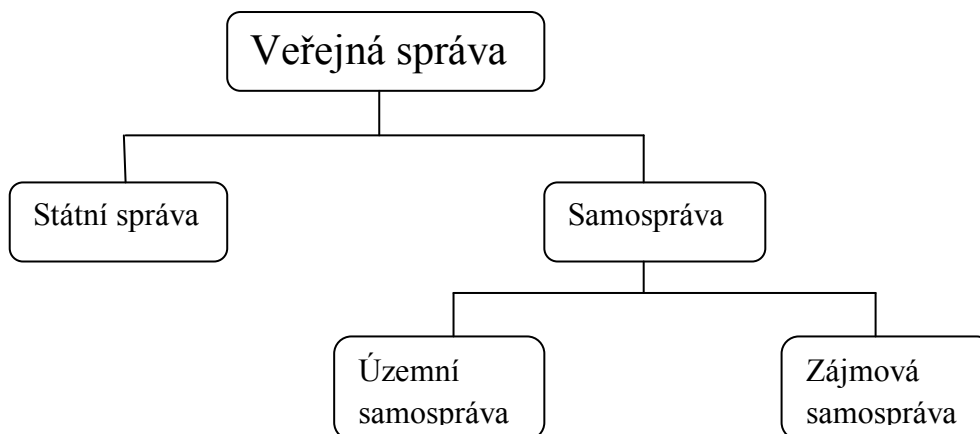 Veřejná správa
Státní správa
Samospráva
Územní
samospráva
Zájmová
samospráva